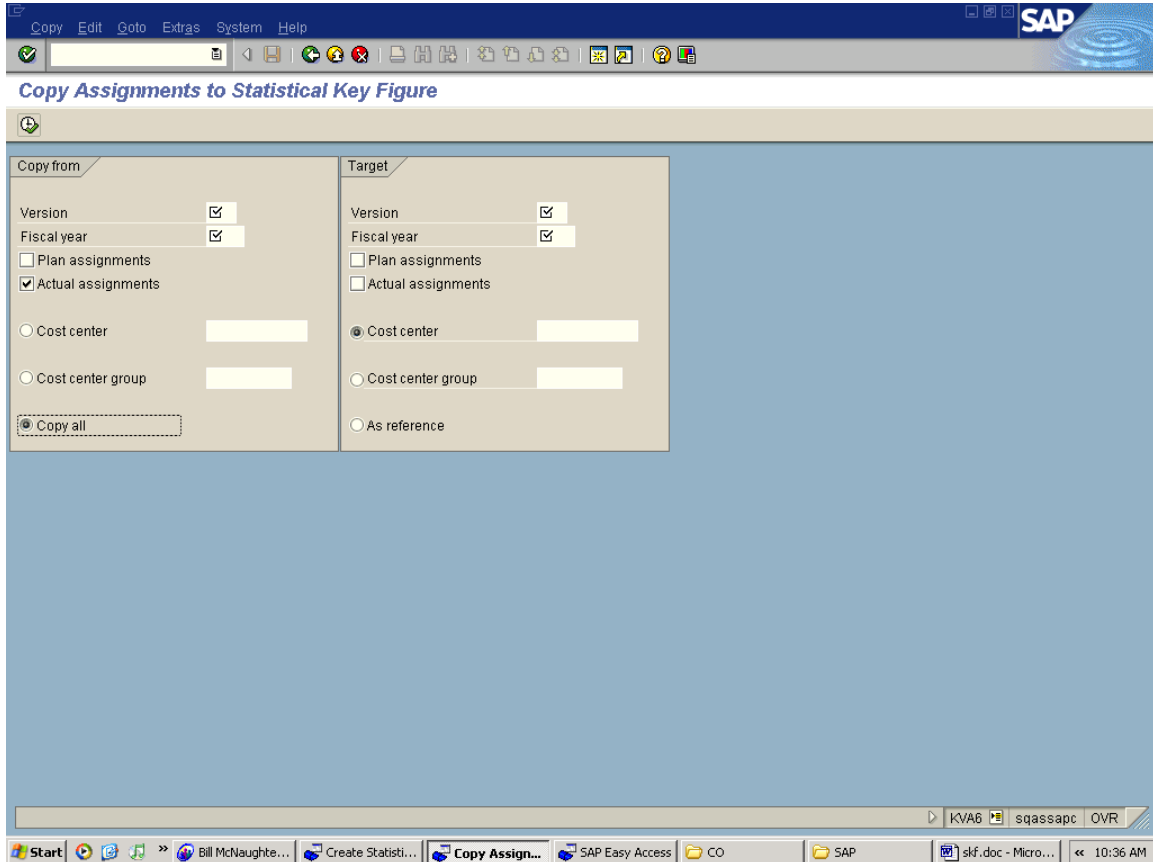 Copy Edit Goto Extras System Help
SAP
Copy Assignments to Statistical Key Figure
Copy from
Target
Version
Version
Fiscal year
Fiscal year
Plan assignments
Plan assignments
Actual assignments
Actual assignments
Cost center
Cost center
Cost center group
Cost center group
Copy all
As reference
KVA6 sqassapc OVR
Start » Bill McNaughte... Create Statisti... Copy Assign... SAP Easy Access CO SAP skf.doc - Micro... « 10:36 AM